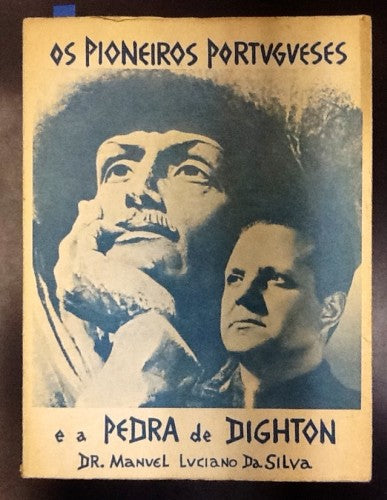 OS PIONEIROS PORTVGVESES
e a PEDRA de DIGHTON
DR. MANVEL LVCIANO DA SILVA